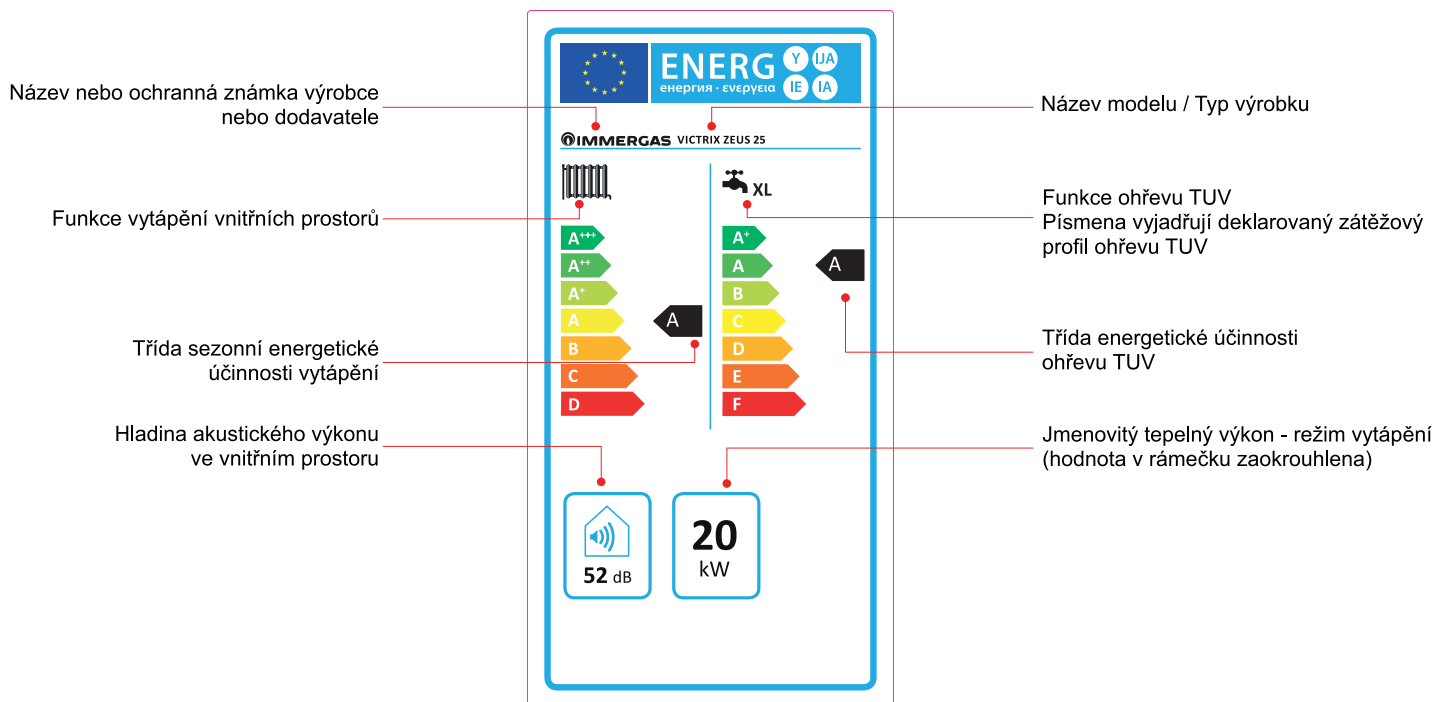 ENERG
енергия · ενεργεια
Y
IJA
IE
IA
Název nebo ochranná známka výrobce
nebo dodavatele
Název modelu / Typ výrobku
IMMERGAS VICTRIX ZEUS 25
XL
Funkce vytápění vnitřních prostorů
Funkce ohřevu TUV
Písmena vyjadřují deklarovaný zátěžový
profil ohřevu TUV
A+++
A++
A+
A
B
C
D
A
A+
A
B
C
D
E
F
A
Třída sezonní energetické
účinnosti vytápění
Třída energetické účinnosti
ohřevu TUV
Hladina akustického výkonu
ve vnitřním prostoru
Jmenovitý tepelný výkon - režim vytápění
(hodnota v rámečku zaokrouhlena)
52 dB
20
kW